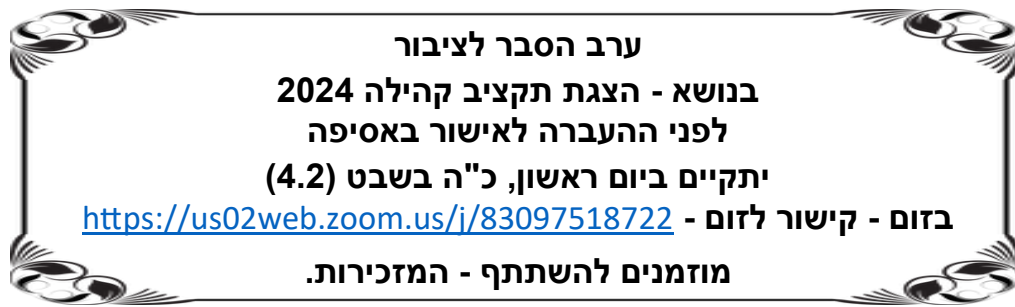 ערב הסבר לציבור
בנושא - הצגת תקציב קהילה 2024
לפני ההעברה לאישור באסיפה
יתקיים ביום ראשון, כ"ה בשבט (4.2)
בזום - קישור לזום - https://us02web.zoom.us/j/83097518722
מוזמנים להשתתף - המזכירות.